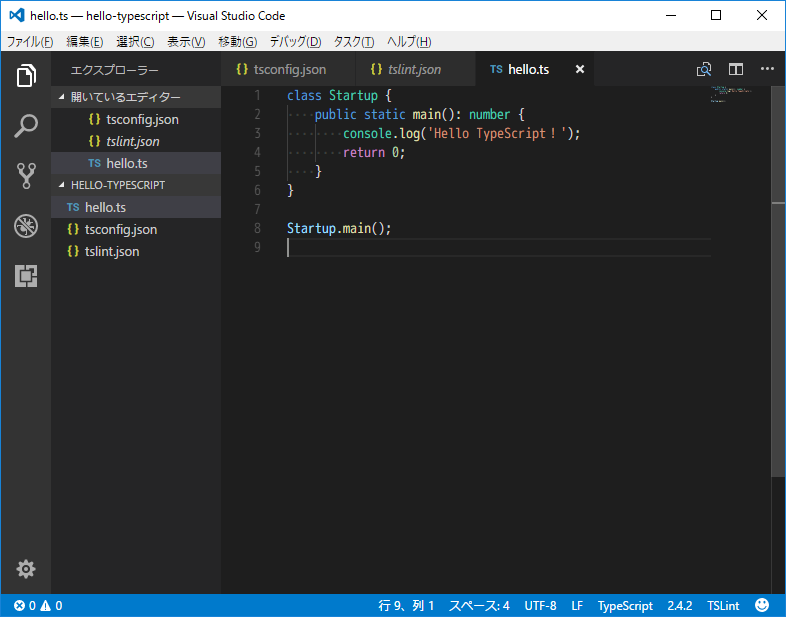 hello.ts — hello-typescript — Visual Studio Code
ファイル(F) 編集(E) 選択(C) 表示(V) 移動(G) デバッグ(D) タスク(T) ヘルプ(H)
エクスプローラー
開いているエディター
{} tsconfig.json
{} tslint.json
TS hello.ts
HELLO-TYPESCRIPT
TS hello.ts
{} tsconfig.json
{} tslint.json
{} tsconfig.json {} tslint.json TS hello.ts
1 class Startup {
2 ····public static main(): number {
3 ········console.log('Hello TypeScript！');
4 ········return 0;
5 ····}
6 }
7
8 Startup.main();
9
0 0 行 9、列 1 スペース: 4 UTF-8 LF TypeScript 2.4.2 TSLint